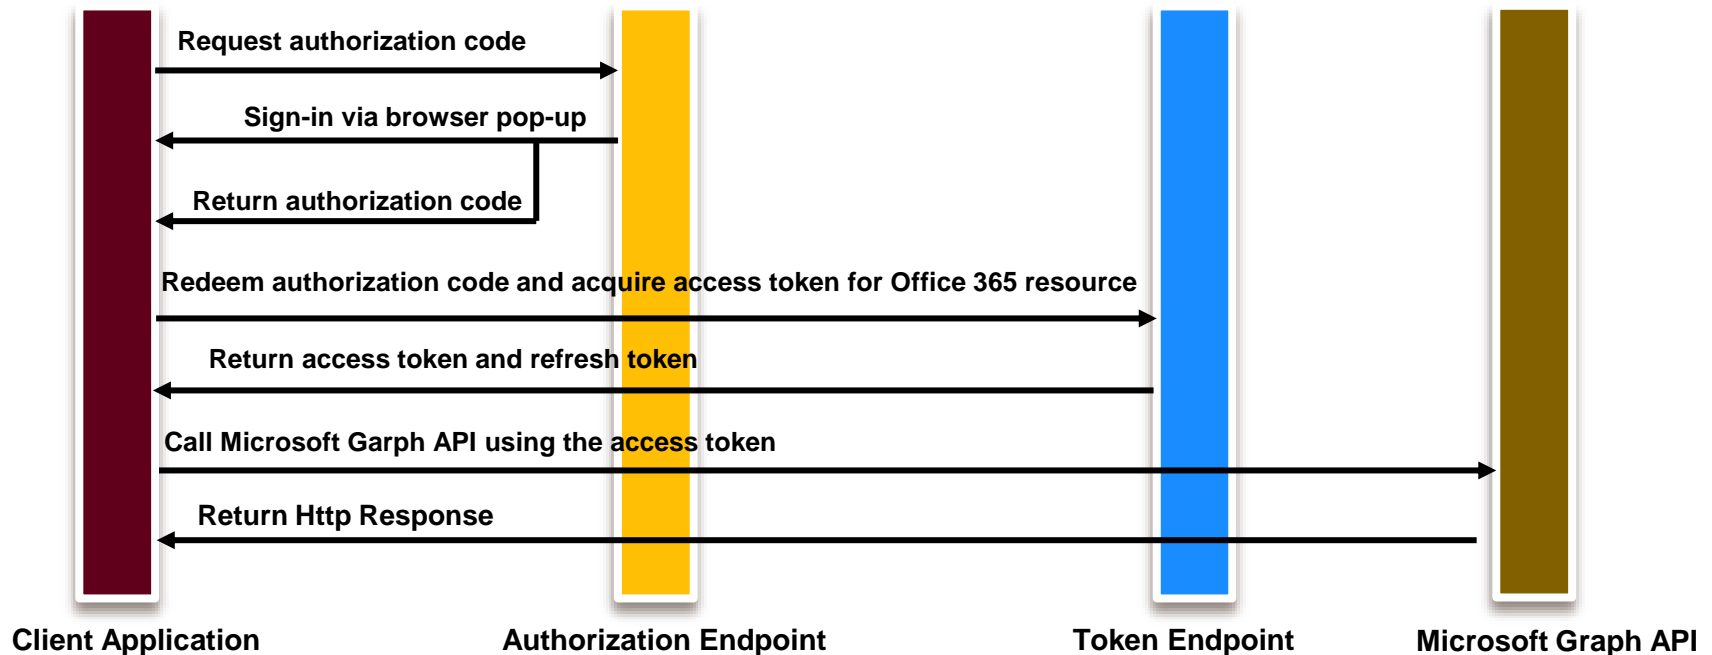 Request authorization code
Sign-in via browser pop-up
Return authorization code
Redeem authorization code and acquire access token for Office 365 resource
Return access token and refresh token
Call Microsoft Garph API using the access token
Return Http Response
Client Application
Authorization Endpoint
Token Endpoint
Microsoft Graph API